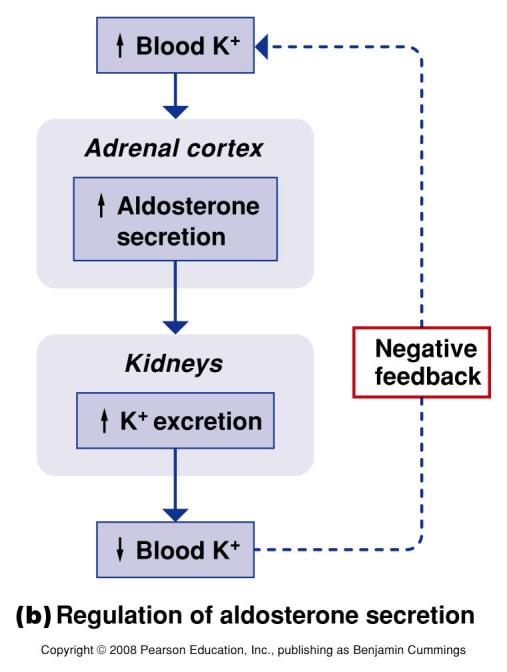 ↑ Blood K⁺
Adrenal cortex
↑ Aldosterone
secretion
Kidneys
Negative
feedback
↑ K⁺ excretion
↓ Blood K⁺
(b) Regulation of aldosterone secretion
Copyright © 2008 Pearson Education, Inc., publishing as Benjamin Cummings